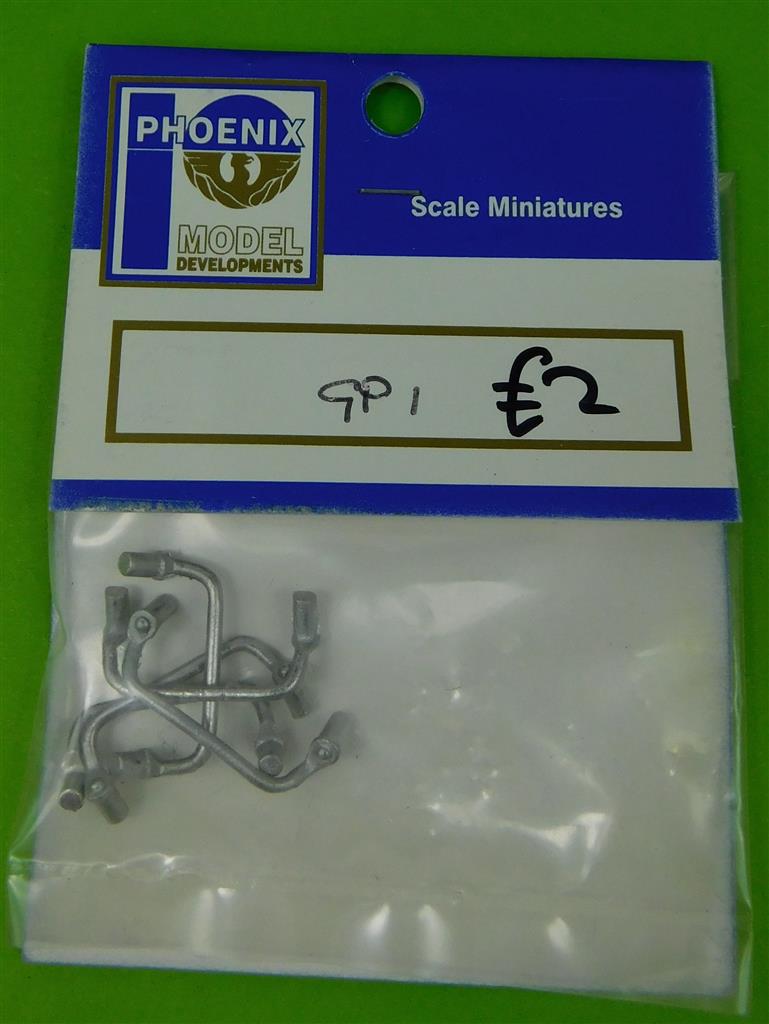 PHOENIX
MODEL
DEVELOPMENTS
Scale Miniatures
GP1 £2